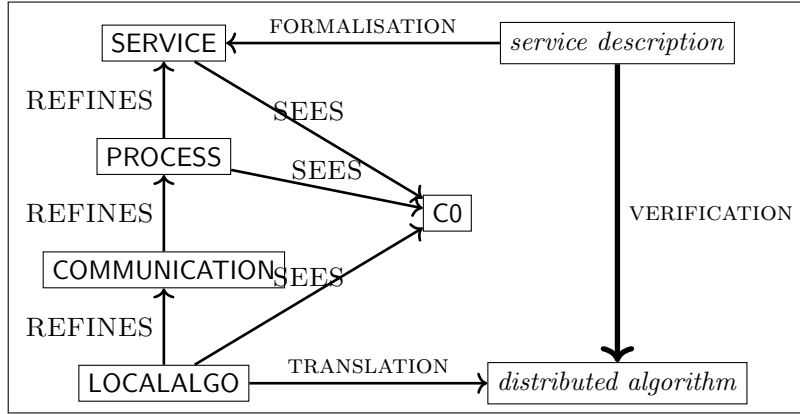 FORMALISATION
SERVICE
service description
REFINES
SEES
PROCESS
SEES
REFINES
C0
VERIFICATION
COMMUNICATION
SEES
REFINES
TRANSLATION
LOCALALGO
distributed algorithm